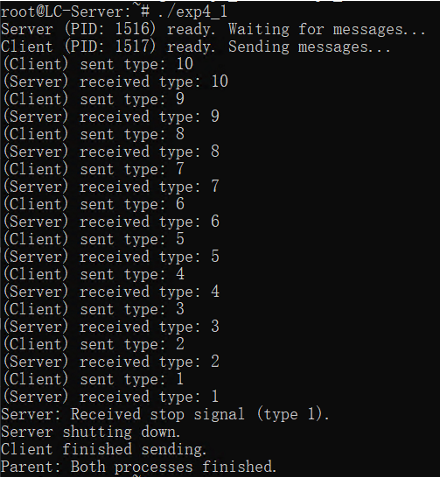 root@LC-Server:~# ./exp4_1
Server (PID: 1516) ready. Waiting for messages...
Client (PID: 1517) ready. Sending messages...
(Client) sent type: 10
(Server) received type: 10
(Client) sent type: 9
(Server) received type: 9
(Client) sent type: 8
(Server) received type: 8
(Client) sent type: 7
(Server) received type: 7
(Client) sent type: 6
(Server) received type: 6
(Client) sent type: 5
(Server) received type: 5
(Client) sent type: 4
(Server) received type: 4
(Client) sent type: 3
(Server) received type: 3
(Client) sent type: 2
(Server) received type: 2
(Client) sent type: 1
(Server) received type: 1
Server: Received stop signal (type 1).
Server shutting down.
Client finished sending.
Parent: Both processes finished.